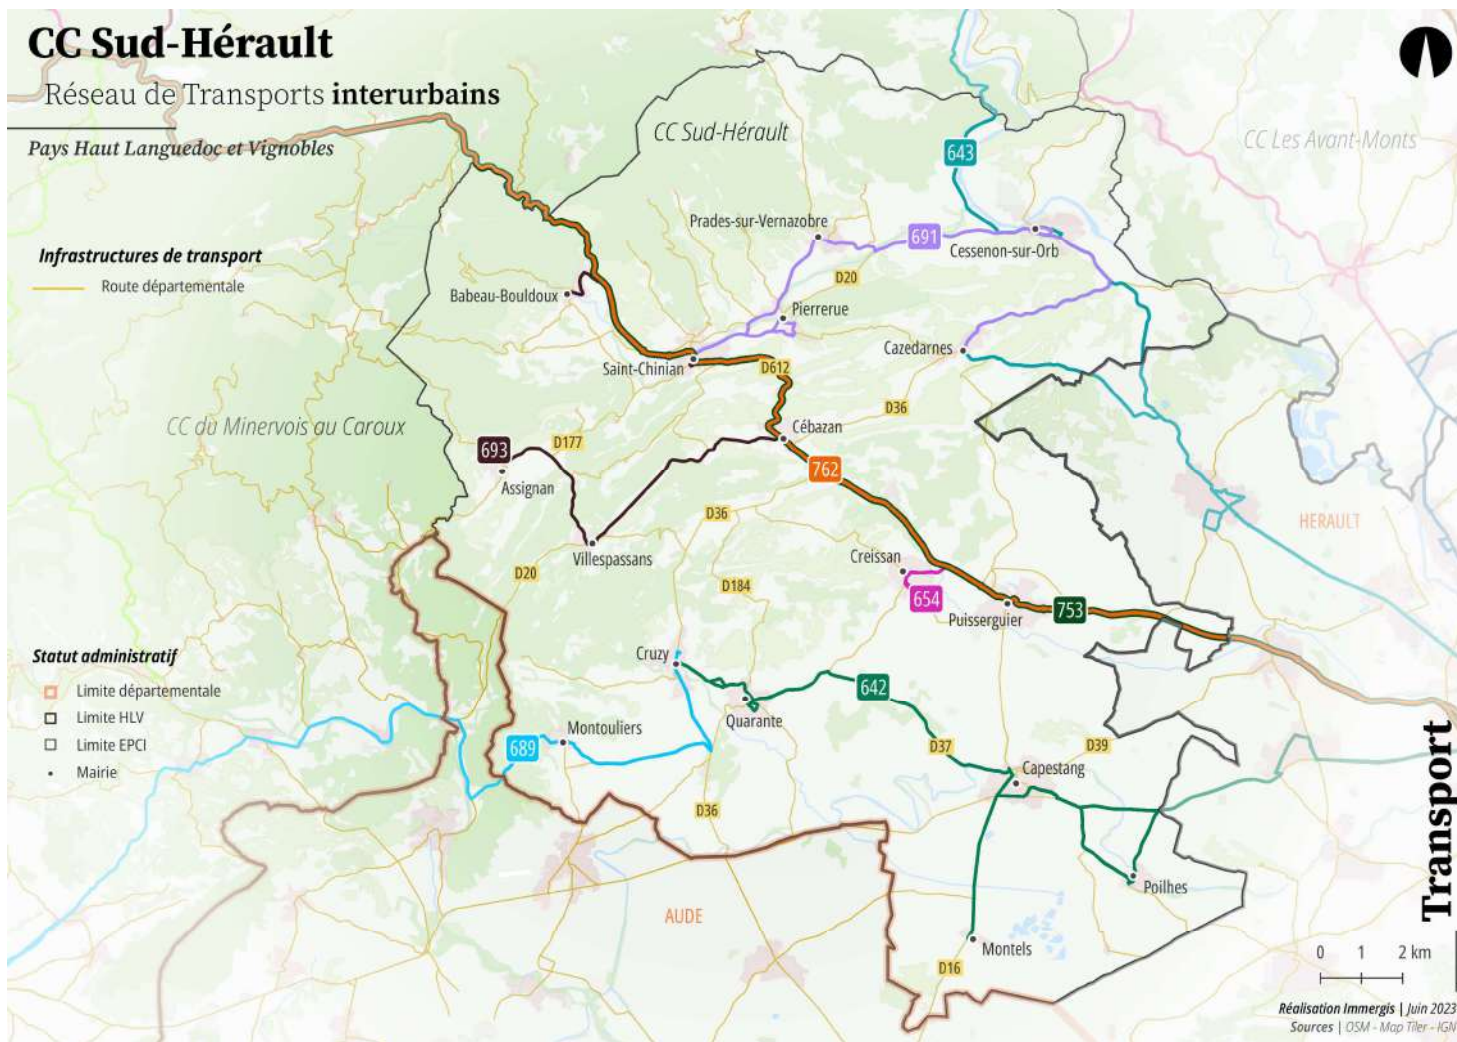 CC Sud-Hérault
Réseau de Transports interurbains
Pays Haut Languedoc et Vignobles
CC Sud-Hérault
CC Les Avant-Monts
643
Prades-sur-Vernazobre
691
Cessenon-sur-Orb
Infrastructures de transport
Route départementale
D20
Babeau-Bouldoux
Pierrerue
Cazedarnes
Saint-Chinian
D612
D36
CC du Minervois au Caroux
Cébazan
D177
693
762
Assignan
D36
HERAULT
Villespassans
Creissan
D20
D184
654
753
Puisserguier
Cruzy
Statut administratif
Limite départementale
Limite HLV
Limite EPCI
Mairie
642
Quarante
Montouliers
689
D37
D39
Capestang
D36
Transport
Poilhes
AUDE
Montels
D16
0 1 2 km
Réalisation Immergis | Juin 2023
Sources | OSM - Map Tiler - IGN